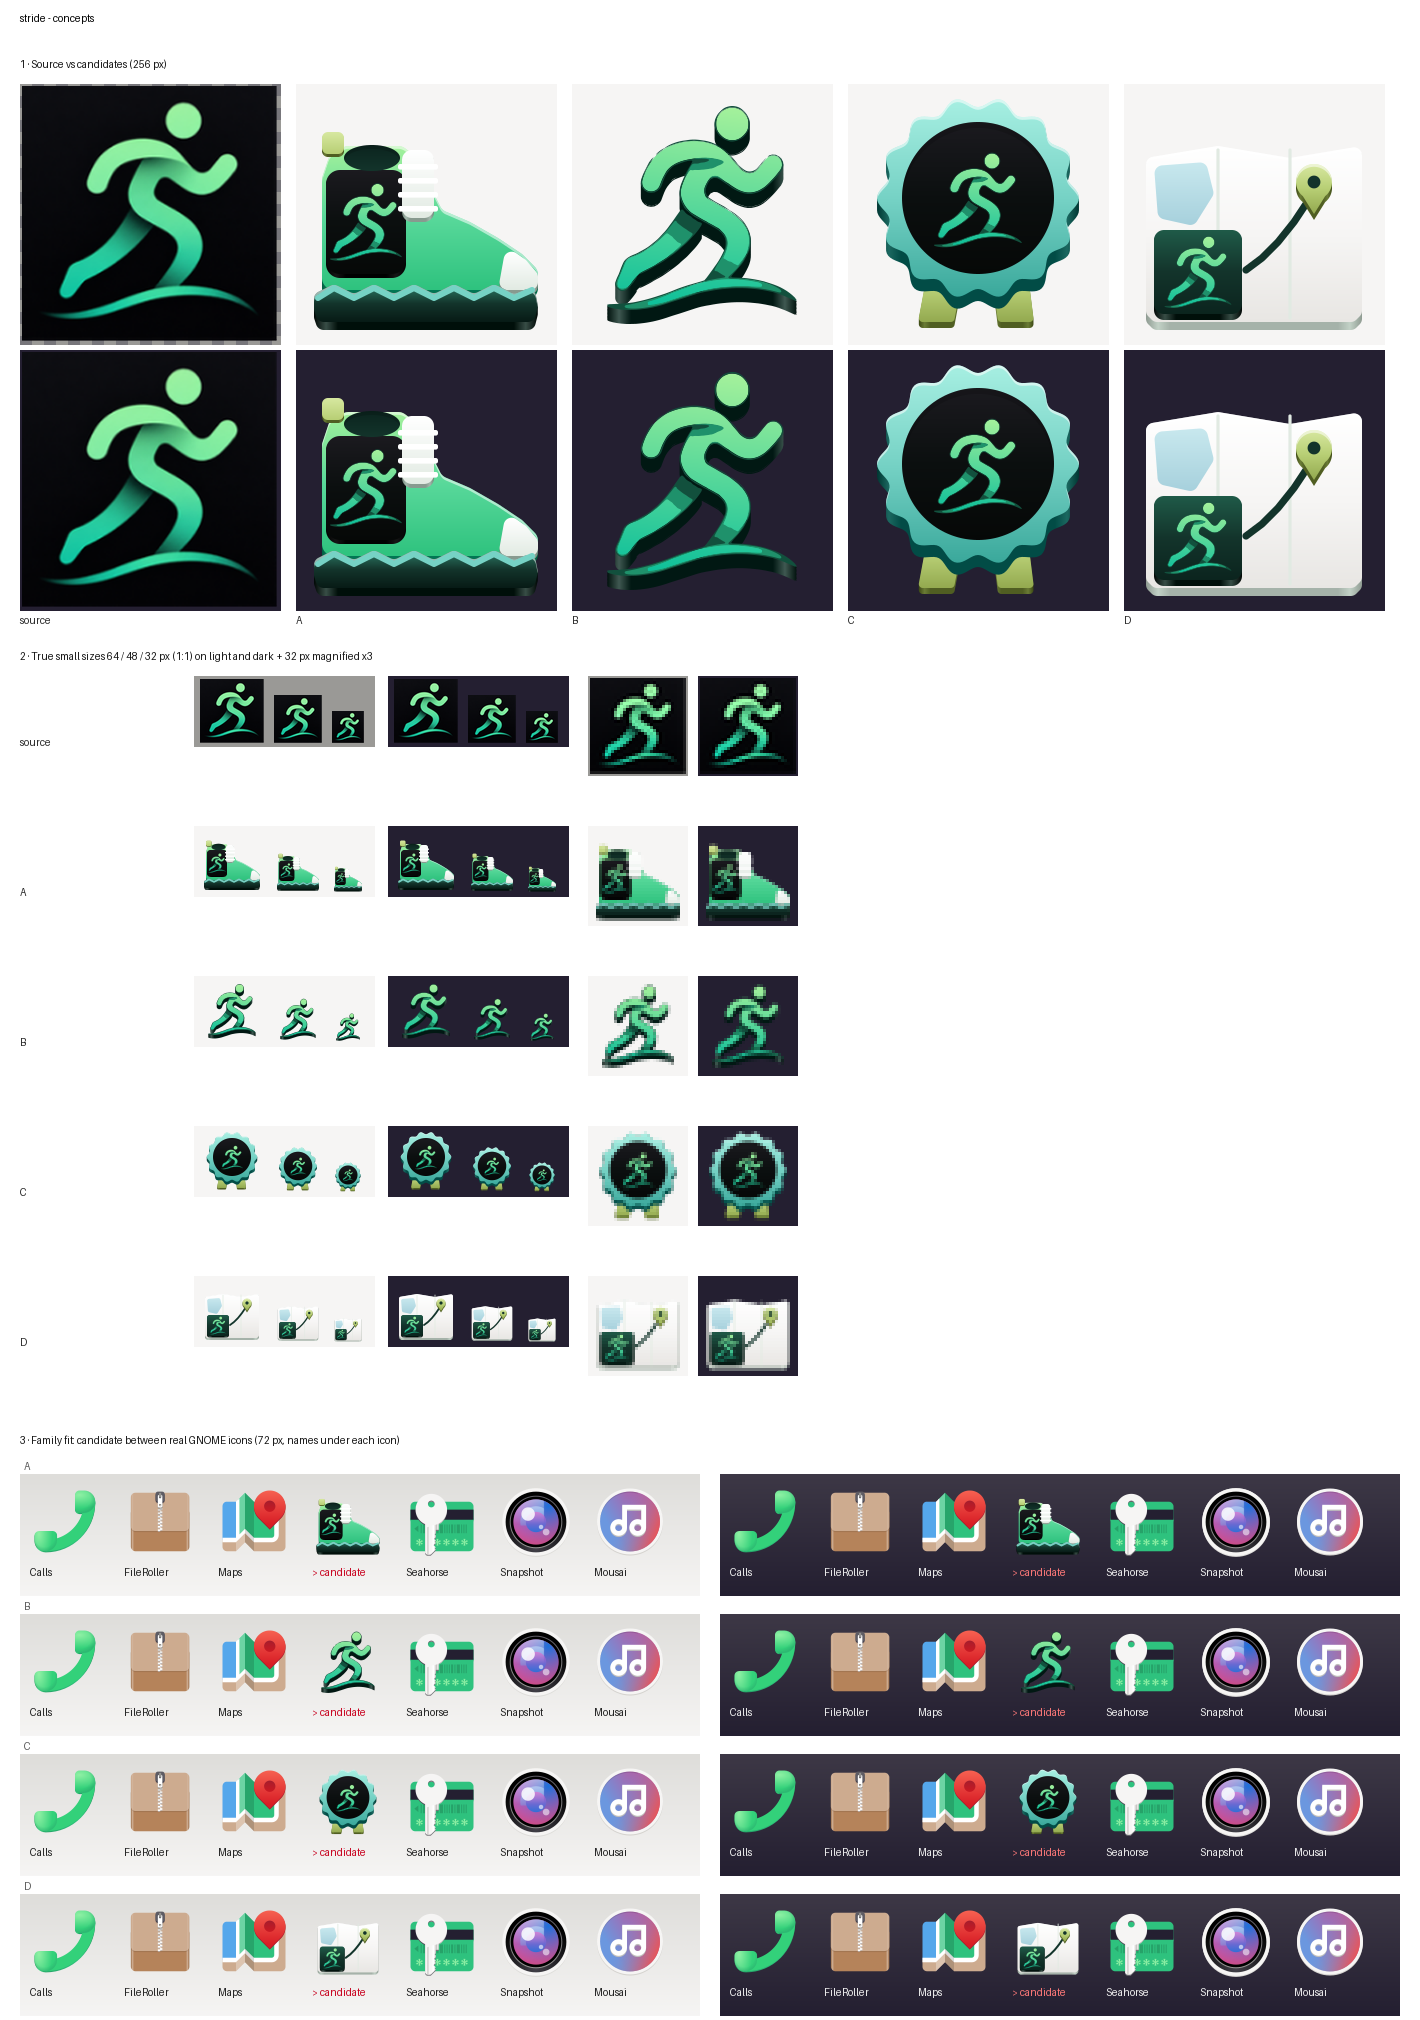 stride - concepts
1 · Source vs candidates (256 px)
source
A
B
C
D
2 · True small sizes 64 / 48 / 32 px (1:1) on light and dark + 32 px magnified x3
source
A
B
C
D
3 · Family fit: candidate between real GNOME icons (72 px, names under each icon)
A
Calls FileRoller Maps > candidate Seahorse Snapshot Mousai
Calls FileRoller Maps > candidate Seahorse Snapshot Mousai
B
Calls FileRoller Maps > candidate Seahorse Snapshot Mousai
Calls FileRoller Maps > candidate Seahorse Snapshot Mousai
C
Calls FileRoller Maps > candidate Seahorse Snapshot Mousai
Calls FileRoller Maps > candidate Seahorse Snapshot Mousai
D
Calls FileRoller Maps > candidate Seahorse Snapshot Mousai
Calls FileRoller Maps > candidate Seahorse Snapshot Mousai